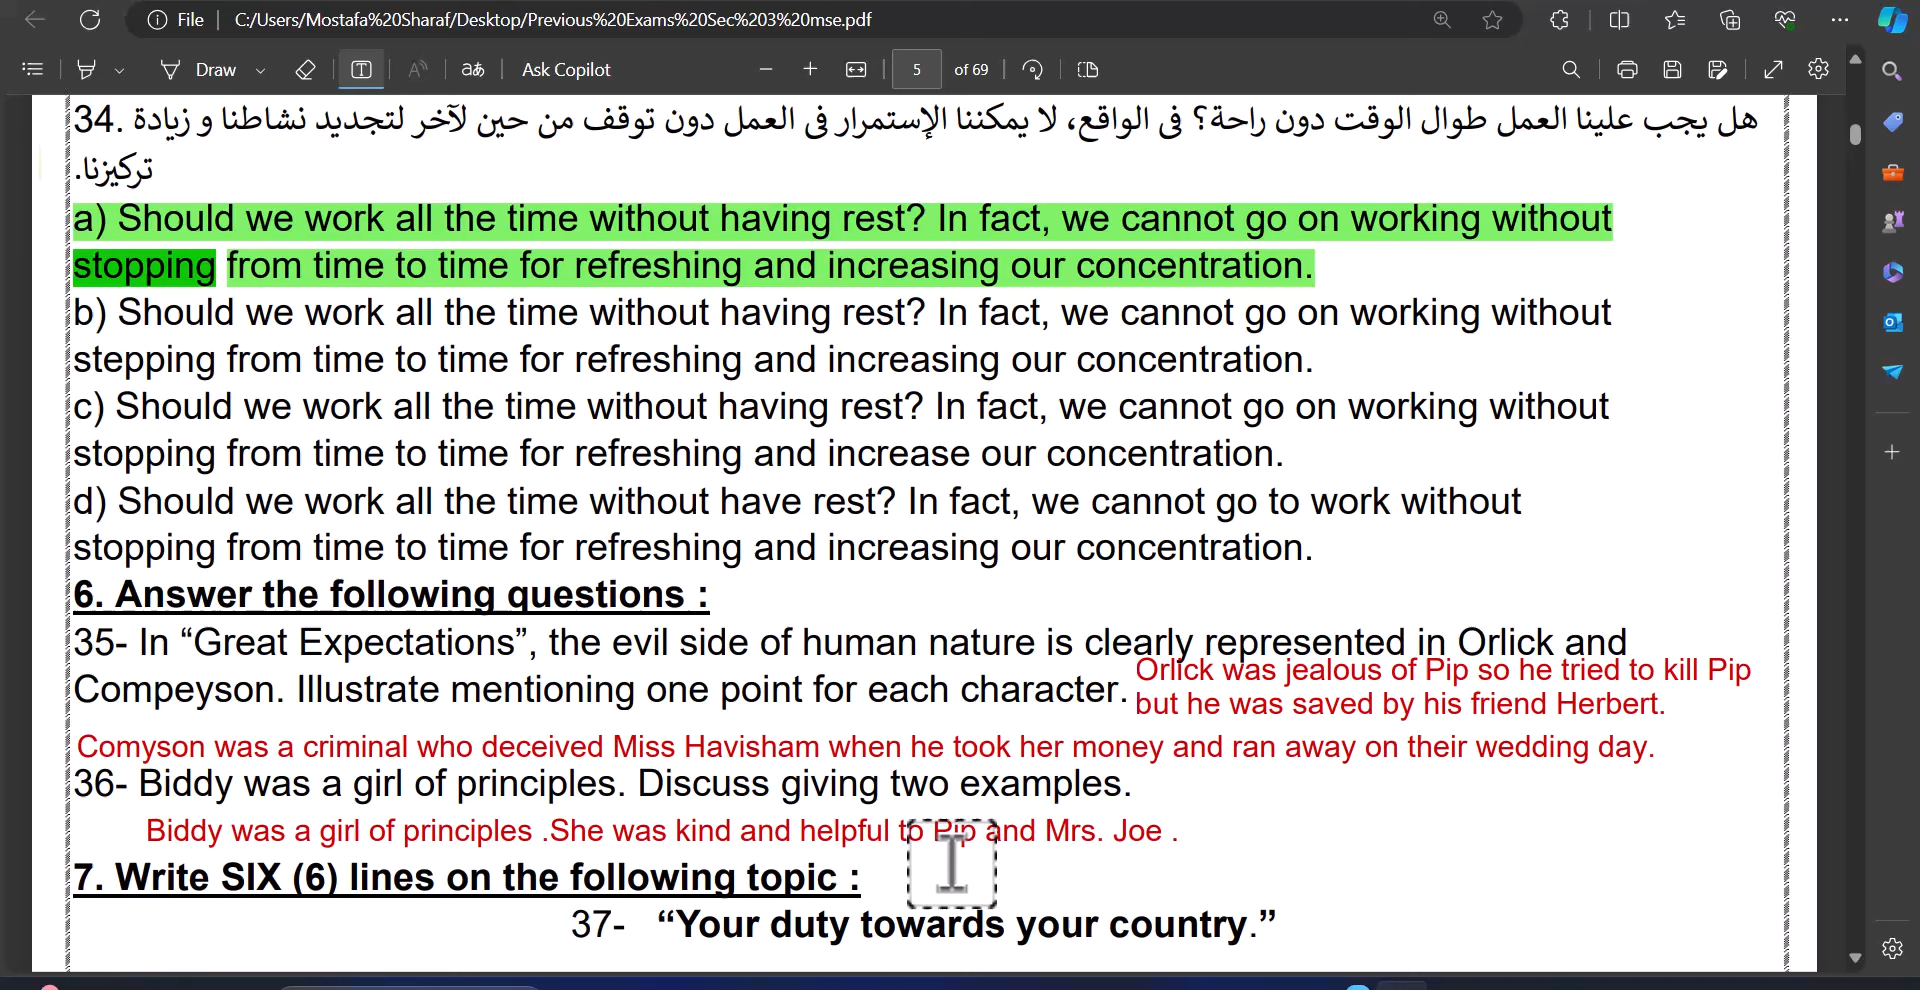 File C:/Users/Mostafa%20Sharaf/Desktop/Previous%20Exams%20Sec%203%20mse.pdf
Draw aあ Ask Copilot 5 of 69
34. هل يجب علينا العمل طوال الوقت دون راحة؟ فى الواقع، لا يمكننا الإستمرار فى العمل دون توقف من حين لآخر لتجديد نشاطنا و زيادة
تركيزنا.
a) Should we work all the time without having rest? In fact, we cannot go on working without
stopping from time to time for refreshing and increasing our concentration.
b) Should we work all the time without having rest? In fact, we cannot go on working without
stepping from time to time for refreshing and increasing our concentration.
c) Should we work all the time without having rest? In fact, we cannot go on working without
stopping from time to time for refreshing and increase our concentration.
d) Should we work all the time without have rest? In fact, we cannot go to work without
stopping from time to time for refreshing and increasing our concentration.
6. Answer the following questions :
35- In “Great Expectations”, the evil side of human nature is clearly represented in Orlick and
Compeyson. Illustrate mentioning one point for each character.
Orlick was jealous of Pip so he tried to kill Pip
but he was saved by his friend Herbert.
Comyson was a criminal who deceived Miss Havisham when he took her money and ran away on their wedding day.
36- Biddy was a girl of principles. Discuss giving two examples.
Biddy was a girl of principles .She was kind and helpful to Pip and Mrs. Joe .
7. Write SIX (6) lines on the following topic :
37- “Your duty towards your country.”